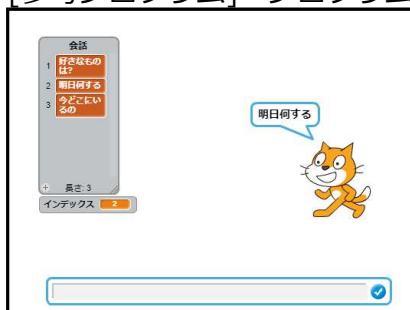 会話
1 好きなもの
は?
2 明日何する
3 今どこにい
るの
+ 長さ: 3
インデックス 2
明日何する